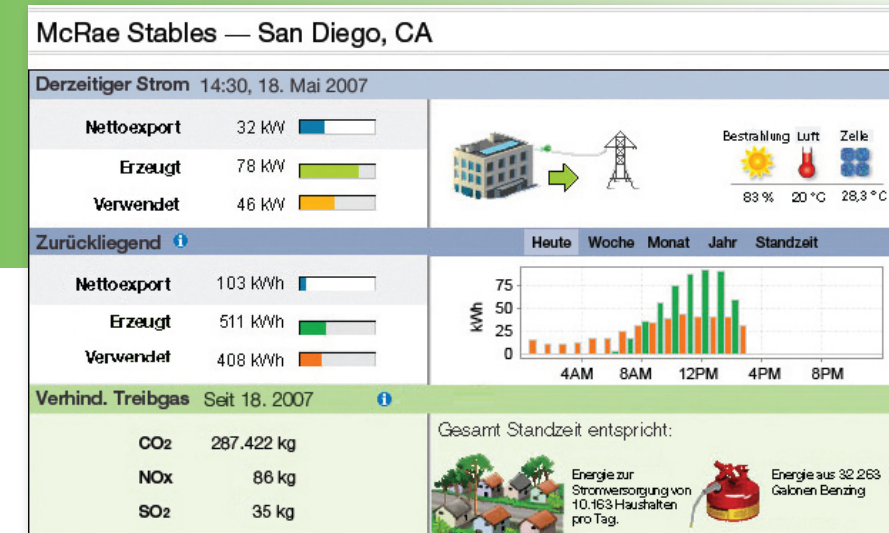 McRae Stables — San Diego, CA
Derzeitiger Strom 14:30, 18. Mai 2007
Nettoexport 32 kW
Erzeugt 78 kW
Verwendet 46 kW
Bestrahlung Luft Zelle
83 % 20 °C 28,3 °C
Zurückliegend i
Heute Woche Monat Jahr Standzeit
Nettoexport 103 kWh
Erzeugt 511 kWh
Verwendet 408 kWh
kWh
75
50
25
0
4AM 8AM 12PM 4PM 8PM
Verhind. Treibgas Seit 18. 2007 i
CO2 287.422 kg
NOx 86 kg
SO2 35 kg
Gesamt Standzeit entspricht:
Energie zur
Stromversorgung von
10.163 Haushalten
pro Tag.
Energie aus 32.263
Galonen Benzing